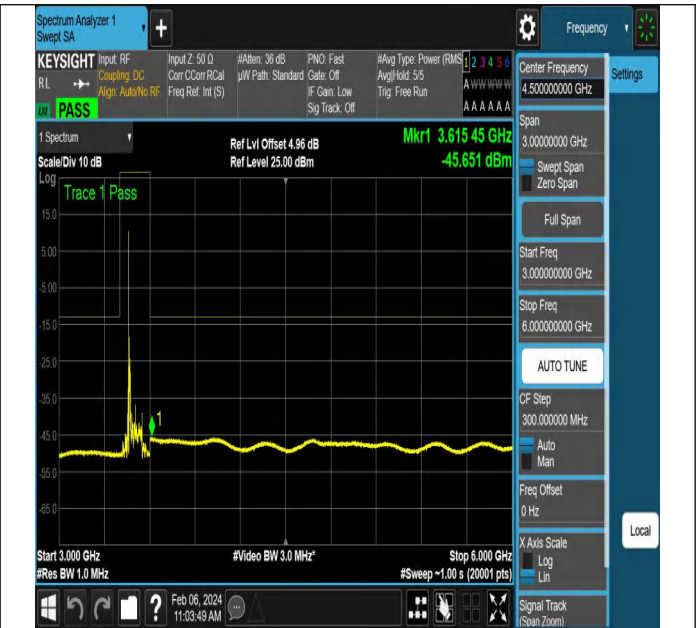 Spectrum Analyzer 1
Swept SA
+
Frequency
KEYSIGHT
RL
PASS
Input: RF
Coupling: DC
Align: Auto/No RF
Input Z: 50 Ω
Corr CCorr RCal
Freq Ref: Int (S)
#Atten: 36 dB
µW Path: Standard
PNO: Fast
Gate: Off
IF Gain: Low
Sig Track: Off
#Avg Type: Power (RMS
Avg|Hold: 5/5
Trig: Free Run
1 2 3 4 5 6
A W W W W W
A A A A A A
Center Frequency
4.500000000 GHz
Settings
Span
3.00000000 GHz
Swept Span
Zero Span
Full Span
Start Freq
3.000000000 GHz
Stop Freq
6.000000000 GHz
AUTO TUNE
CF Step
300.000000 MHz
Auto
Man
Freq Offset
0 Hz
X Axis Scale
Log
Lin
Signal Track
(Span Zoom)
Local
1 Spectrum
Scale/Div 10 dB
Ref Lvl Offset 4.96 dB
Ref Level 25.00 dBm
Mkr1 3.615 45 GHz
-45.651 dBm
Log
Trace 1 Pass
15.0
5.00
-5.00
-15.0
-25.0
-35.0
-45.0
-55.0
-65.0
1
Start 3.000 GHz
#Res BW 1.0 MHz
#Video BW 3.0 MHz*
Stop 6.000 GHz
#Sweep ~1.00 s (20001 pts)
?
Feb 06, 2024
11:03:49 AM